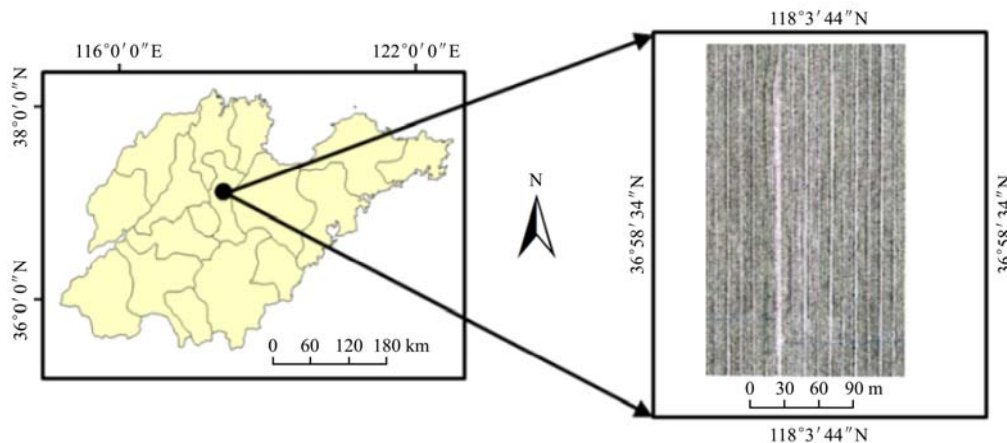 116°0′0″E
122°0′0″E
38°0′0″N
36°0′0″N
0 60 120 180 km
N
118°3′44″N
36°58′34″N
36°58′34″N
0 30 60 90 m
118°3′44″N